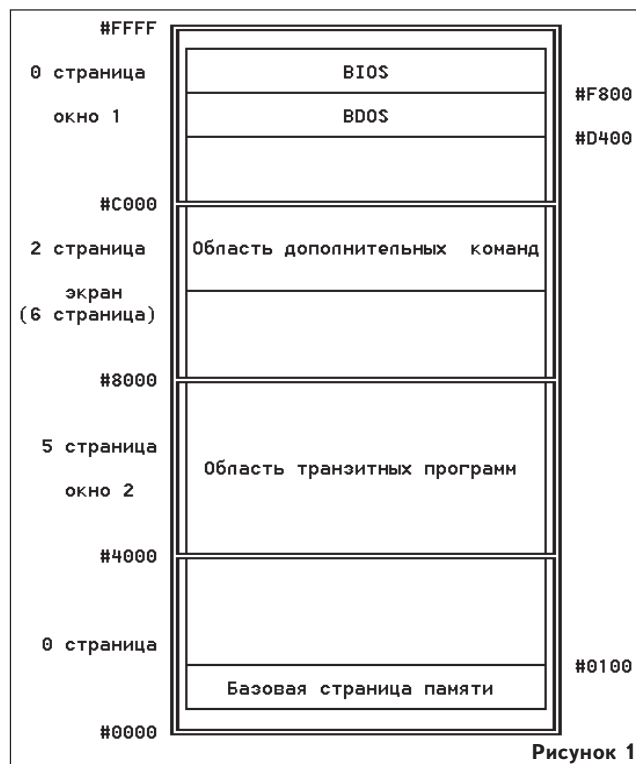 #FFFF
0 страница
BIOS
#F800
окно 1
BDOS
#D400
#C000
2 страница
Область дополнительных команд
экран
(6 страница)
#8000
5 страница
Область транзитных программ
окно 2
#4000
0 страница
#0100
Базовая страница памяти
#0000
Рисунок 1